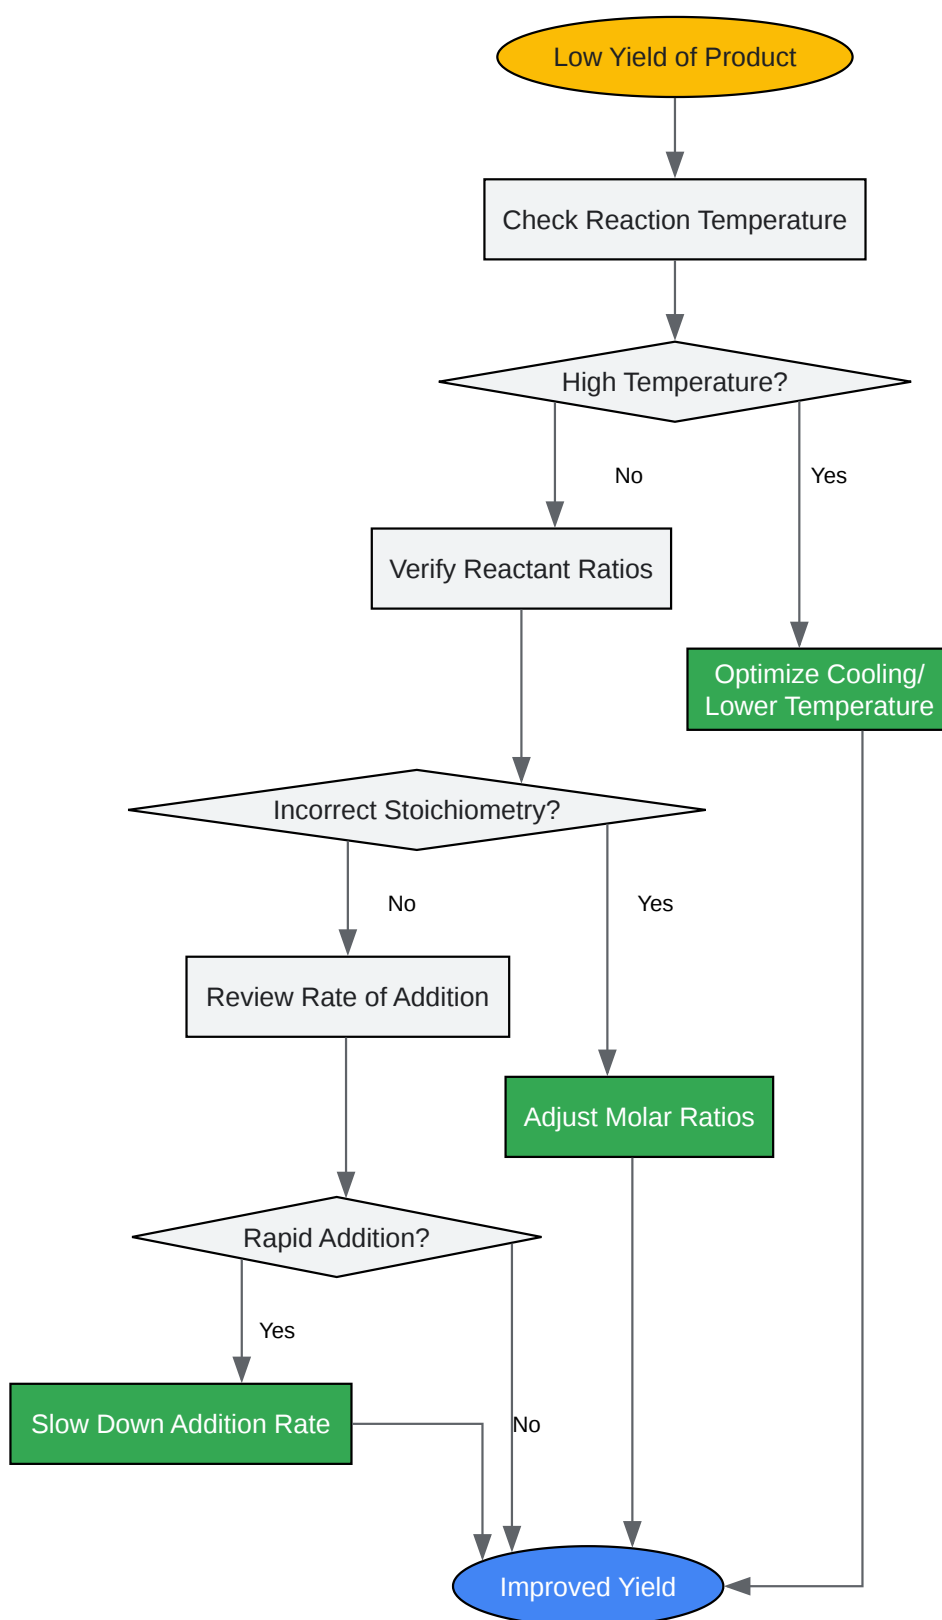 Low Yield of Product
Check Reaction Temperature
High Temperature?
No
Yes
Verify Reactant Ratios
Optimize Cooling/
Lower Temperature
Incorrect Stoichiometry?
No
Yes
Review Rate of Addition
Adjust Molar Ratios
Rapid Addition?
Yes
Slow Down Addition Rate
No
Improved Yield